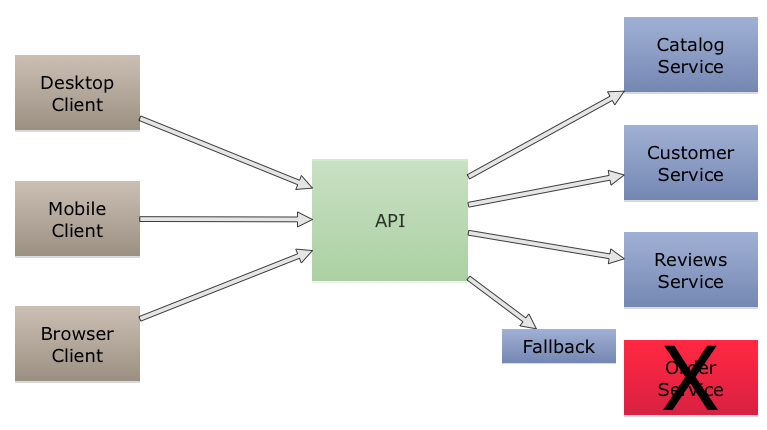 Desktop
Client
Mobile
Client
Browser
Client
API
Catalog
Service
Customer
Service
Reviews
Service
Fallback
Order
Service
X